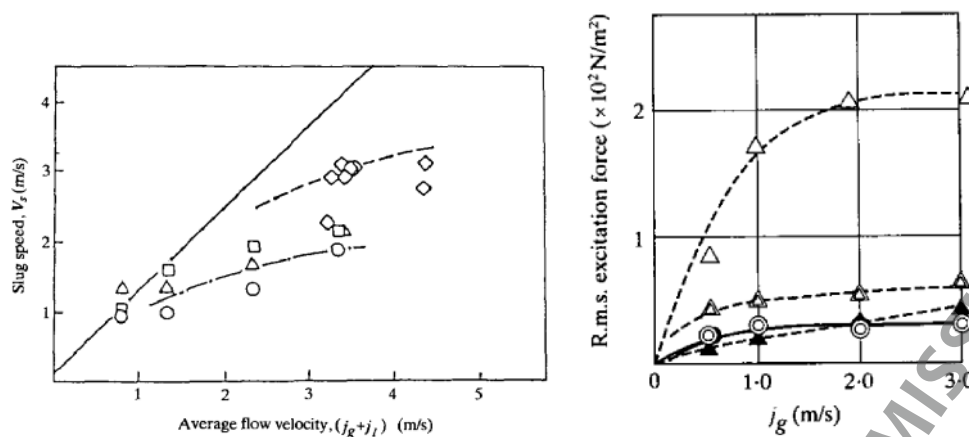 4
3
2
1
Slug speed, V_s (m/s)
1 2 3 4 5
Average flow velocity, (j_g+j_l) (m/s)
2
1
R.m.s. excitation force (×10² N/m²)
0 1·0 2·0 3·0
j_g (m/s)
MISS